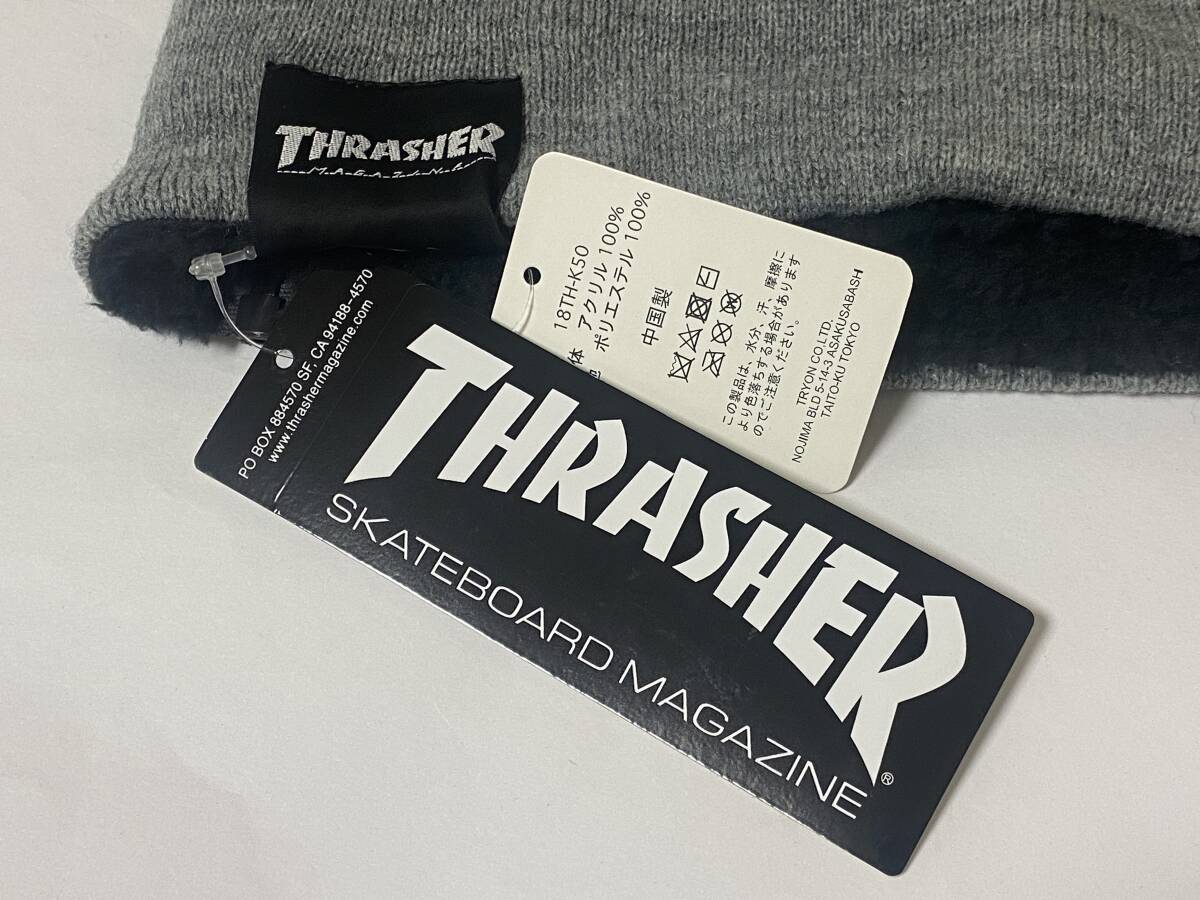 THRASHER
MAGAZINE
18TH-K50
体 アクリル 100%
地 ポリエステル 100%
中国製
この製品は、水分、汗、摩擦に
より色落ちする場合があります
のでご注意ください。
TRYON CO,LTD.
NOJIMA BLD 5-14-3 ASAKUSABASH
TAITO-KU TOKYO
PO BOX 884570 SF, CA 94188-4570
www.thrashermagazine.com
THRASHER
SKATEBOARD MAGAZINE
®